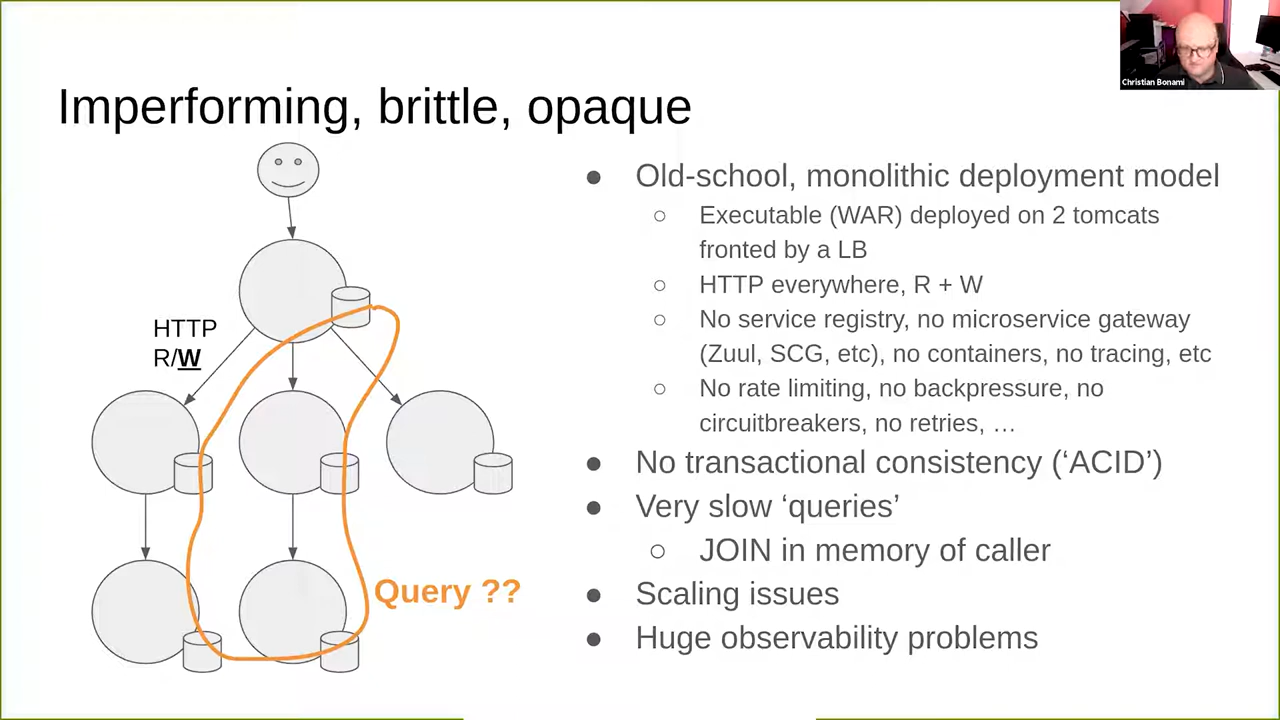 Christian Bonami
Imperforming, brittle, opaque
HTTP
R/W
Query ??
● Old-school, monolithic deployment model
○ Executable (WAR) deployed on 2 tomcats
fronted by a LB
○ HTTP everywhere, R + W
○ No service registry, no microservice gateway
(Zuul, SCG, etc), no containers, no tracing, etc
○ No rate limiting, no backpressure, no
circuitbreakers, no retries, …
● No transactional consistency (‘ACID’)
● Very slow ‘queries’
○ JOIN in memory of caller
● Scaling issues
● Huge observability problems